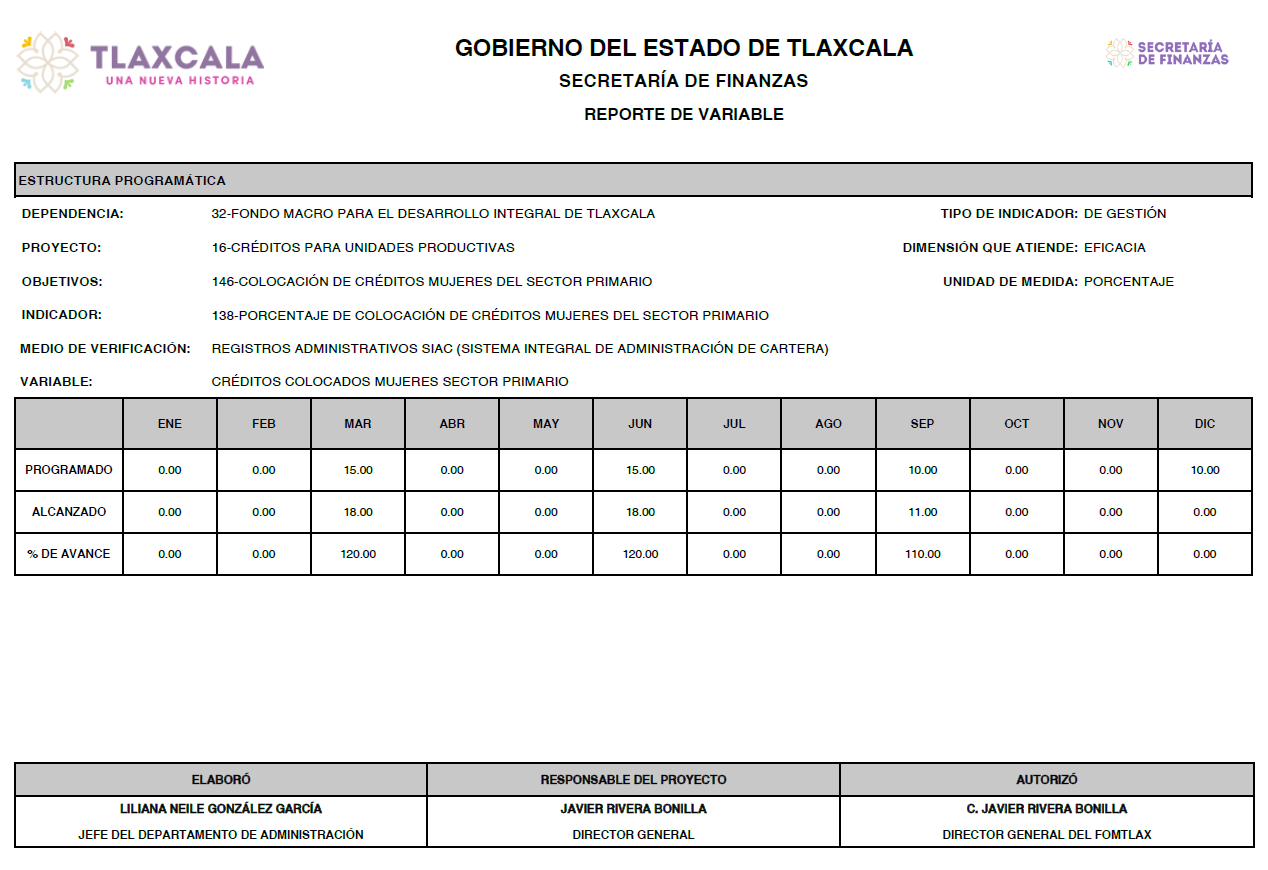 TLAXCALA
UNA NUEVA HISTORIA
GOBIERNO DEL ESTADO DE TLAXCALA
SECRETARÍA DE FINANZAS
REPORTE DE VARIABLE
SECRETARÍA
DE FINANZAS
ESTRUCTURA PROGRAMÁTICA
DEPENDENCIA: 32-FONDO MACRO PARA EL DESARROLLO INTEGRAL DE TLAXCALA TIPO DE INDICADOR: DE GESTIÓN
PROYECTO: 16-CRÉDITOS PARA UNIDADES PRODUCTIVAS DIMENSIÓN QUE ATIENDE: EFICACIA
OBJETIVOS: 146-COLOCACIÓN DE CRÉDITOS MUJERES DEL SECTOR PRIMARIO UNIDAD DE MEDIDA: PORCENTAJE
INDICADOR: 138-PORCENTAJE DE COLOCACIÓN DE CRÉDITOS MUJERES DEL SECTOR PRIMARIO
MEDIO DE VERIFICACIÓN: REGISTROS ADMINISTRATIVOS SIAC (SISTEMA INTEGRAL DE ADMINISTRACIÓN DE CARTERA)
VARIABLE: CRÉDITOS COLOCADOS MUJERES SECTOR PRIMARIO
ENE FEB MAR ABR MAY JUN JUL AGO SEP OCT NOV DIC
PROGRAMADO 0.00 0.00 15.00 0.00 0.00 15.00 0.00 0.00 10.00 0.00 0.00 10.00
ALCANZADO 0.00 0.00 18.00 0.00 0.00 18.00 0.00 0.00 11.00 0.00 0.00 0.00
% DE AVANCE 0.00 0.00 120.00 0.00 0.00 120.00 0.00 0.00 110.00 0.00 0.00 0.00
ELABORÓ RESPONSABLE DEL PROYECTO AUTORIZÓ
LILIANA NEILE GONZÁLEZ GARCÍA JAVIER RIVERA BONILLA C. JAVIER RIVERA BONILLA
JEFE DEL DEPARTAMENTO DE ADMINISTRACIÓN DIRECTOR GENERAL DIRECTOR GENERAL DEL FOMTLAX